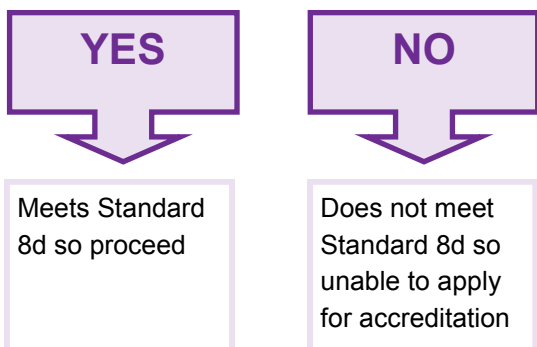 YES
NO
Meets Standard
8d so proceed
Does not meet
Standard 8d so
unable to apply
for accreditation